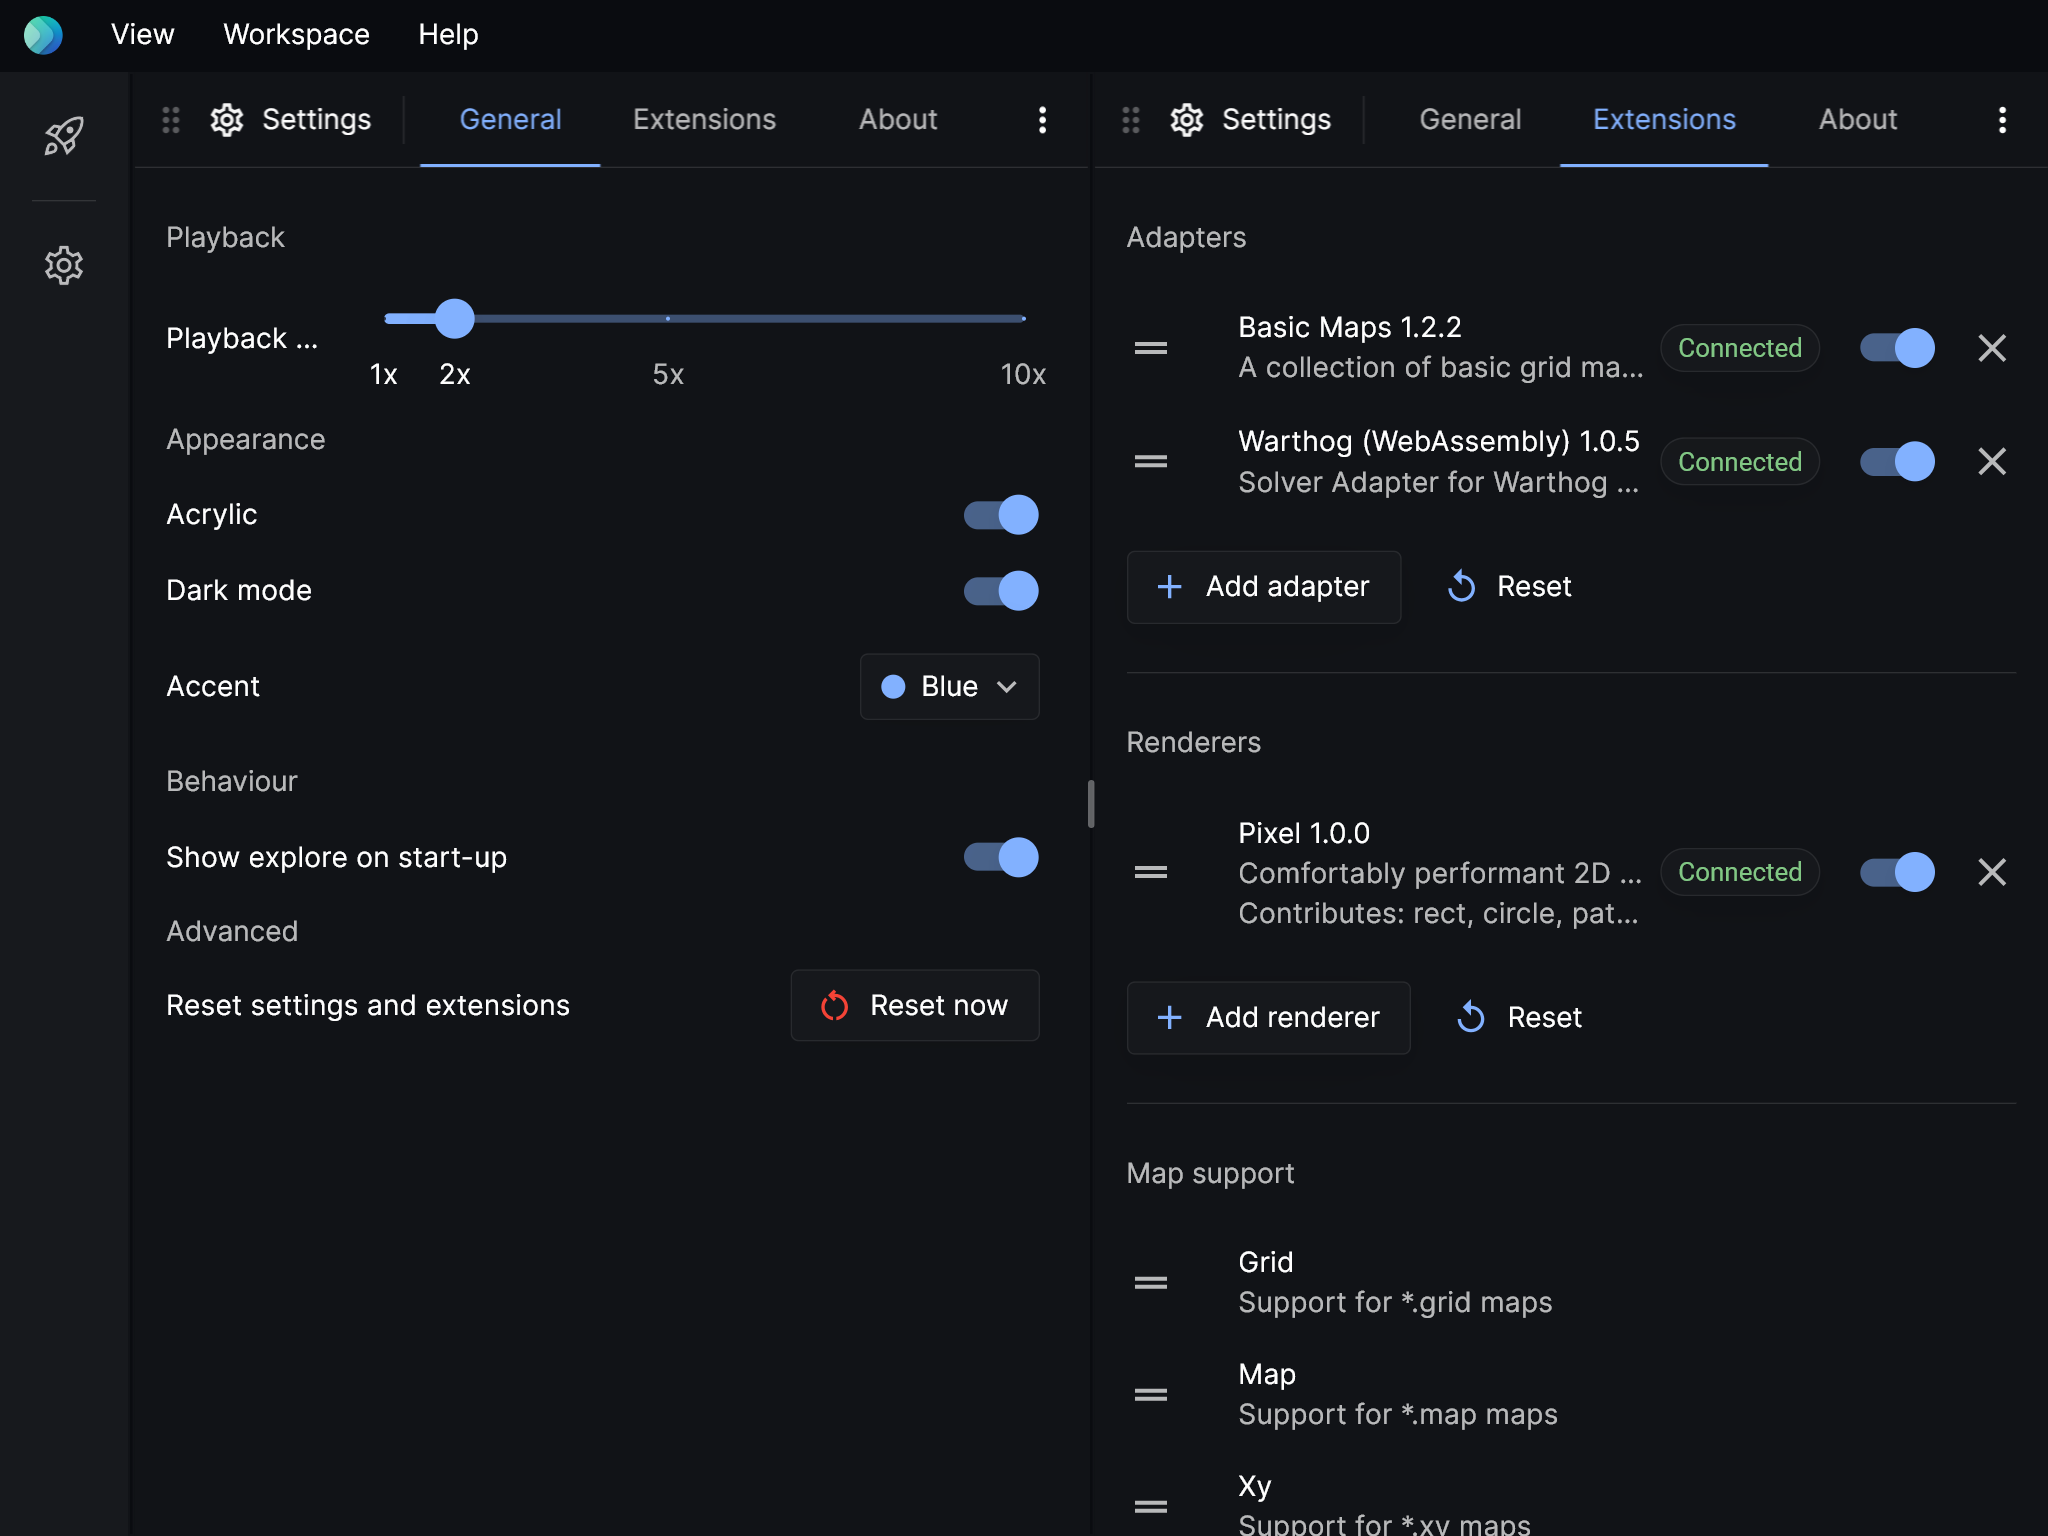 View Workspace Help
Settings General Extensions About
Playback
Playback ...
1x 2x 5x 10x
Appearance
Acrylic
Dark mode
Accent Blue
Behaviour
Show explore on start-up
Advanced
Reset settings and extensions Reset now
Settings General Extensions About
Adapters
Basic Maps 1.2.2
A collection of basic grid ma...
Connected
Warthog (WebAssembly) 1.0.5
Solver Adapter for Warthog ...
Connected
Add adapter Reset
Renderers
Pixel 1.0.0
Comfortably performant 2D ...
Contributes: rect, circle, pat...
Connected
Add renderer Reset
Map support
Grid
Support for *.grid maps
Map
Support for *.map maps
Xy
Support for *.xy maps